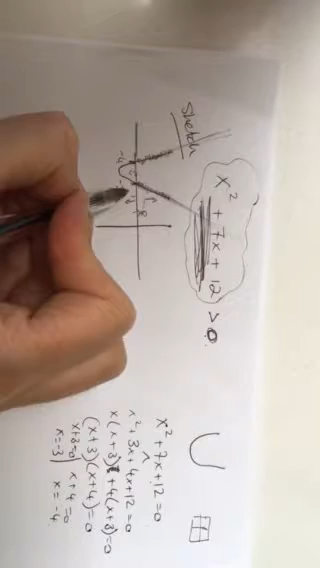 x² + 7x + 12 > 0
Sketch
-4
x² + 7x + 12 = 0
x² + 3x + 4x + 12 = 0
x(x+3) + 4(x+3) = 0
(x+3)(x+4) = 0
x+3=0 | x+4=0
x=-3 | x=-4